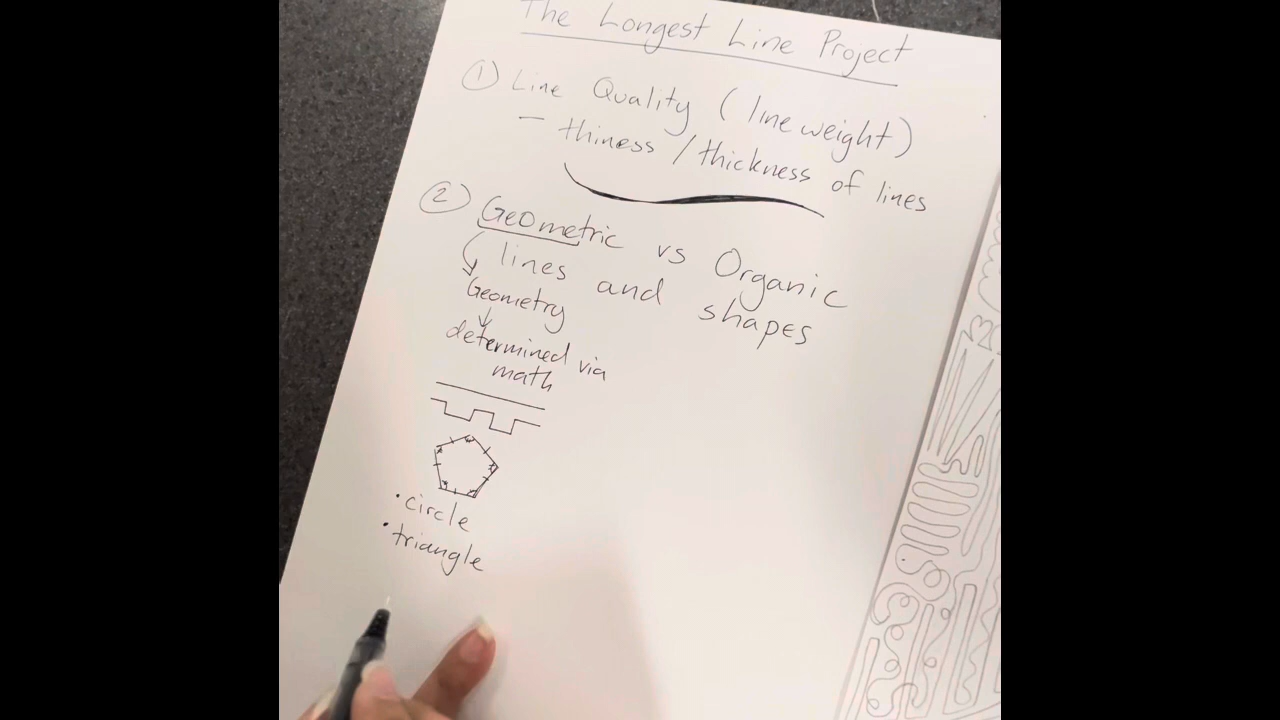 The Longest Line Project
① Line Quality (line weight)
- thiness / thickness of lines
② Geometric vs Organic
lines and shapes
Geometry
determined via
math
• circle
• triangle